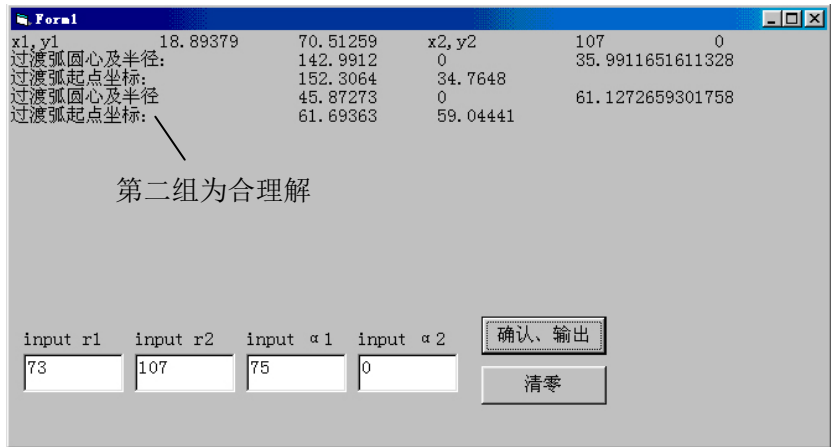 Form1
x1,y1 18.89379 70.51259 x2,y2 107 0
过渡弧圆心及半径: 142.9912 0 35.9911651611328
过渡弧起点坐标: 152.3064 34.7648
过渡弧圆心及半径 45.87273 0 61.1272659301758
过渡弧起点坐标: 61.69363 59.04441
第二组为合理解
input r1 input r2 input α1 input α2
73 107 75 0
确认、输出
清零